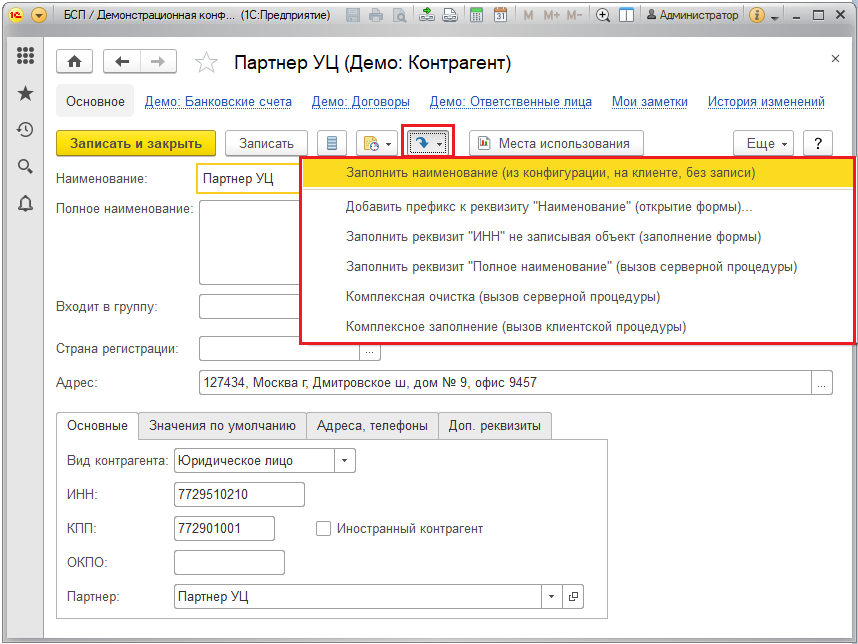 БСП / Демонстрационная конф... (1С:Предприятие)
M M+ M-
Администратор
Партнер УЦ (Демо: Контрагент)
Основное Демо: Банковские счета Демо: Договоры Демо: Ответственные лица Мои заметки История изменений
Записать и закрыть Записать Места использования Еще ?
Наименование: Партнер УЦ
Заполнить наименование (из конфигурации, на клиенте, без записи)
Полное наименование:
Добавить префикс к реквизиту "Наименование" (открытие формы)...
Заполнить реквизит "ИНН" не записывая объект (заполнение формы)
Заполнить реквизит "Полное наименование" (вызов серверной процедуры)
Комплексная очистка (вызов серверной процедуры)
Комплексное заполнение (вызов клиентской процедуры)
Входит в группу:
Страна регистрации: ...
Адрес: 127434, Москва г, Дмитровское ш, дом № 9, офис 9457 ...
Основные Значения по умолчанию Адреса, телефоны Доп. реквизиты
Вид контрагента: Юридическое лицо
ИНН: 7729510210
КПП: 772901001 Иностранный контрагент
ОКПО:
Партнер: Партнер УЦ